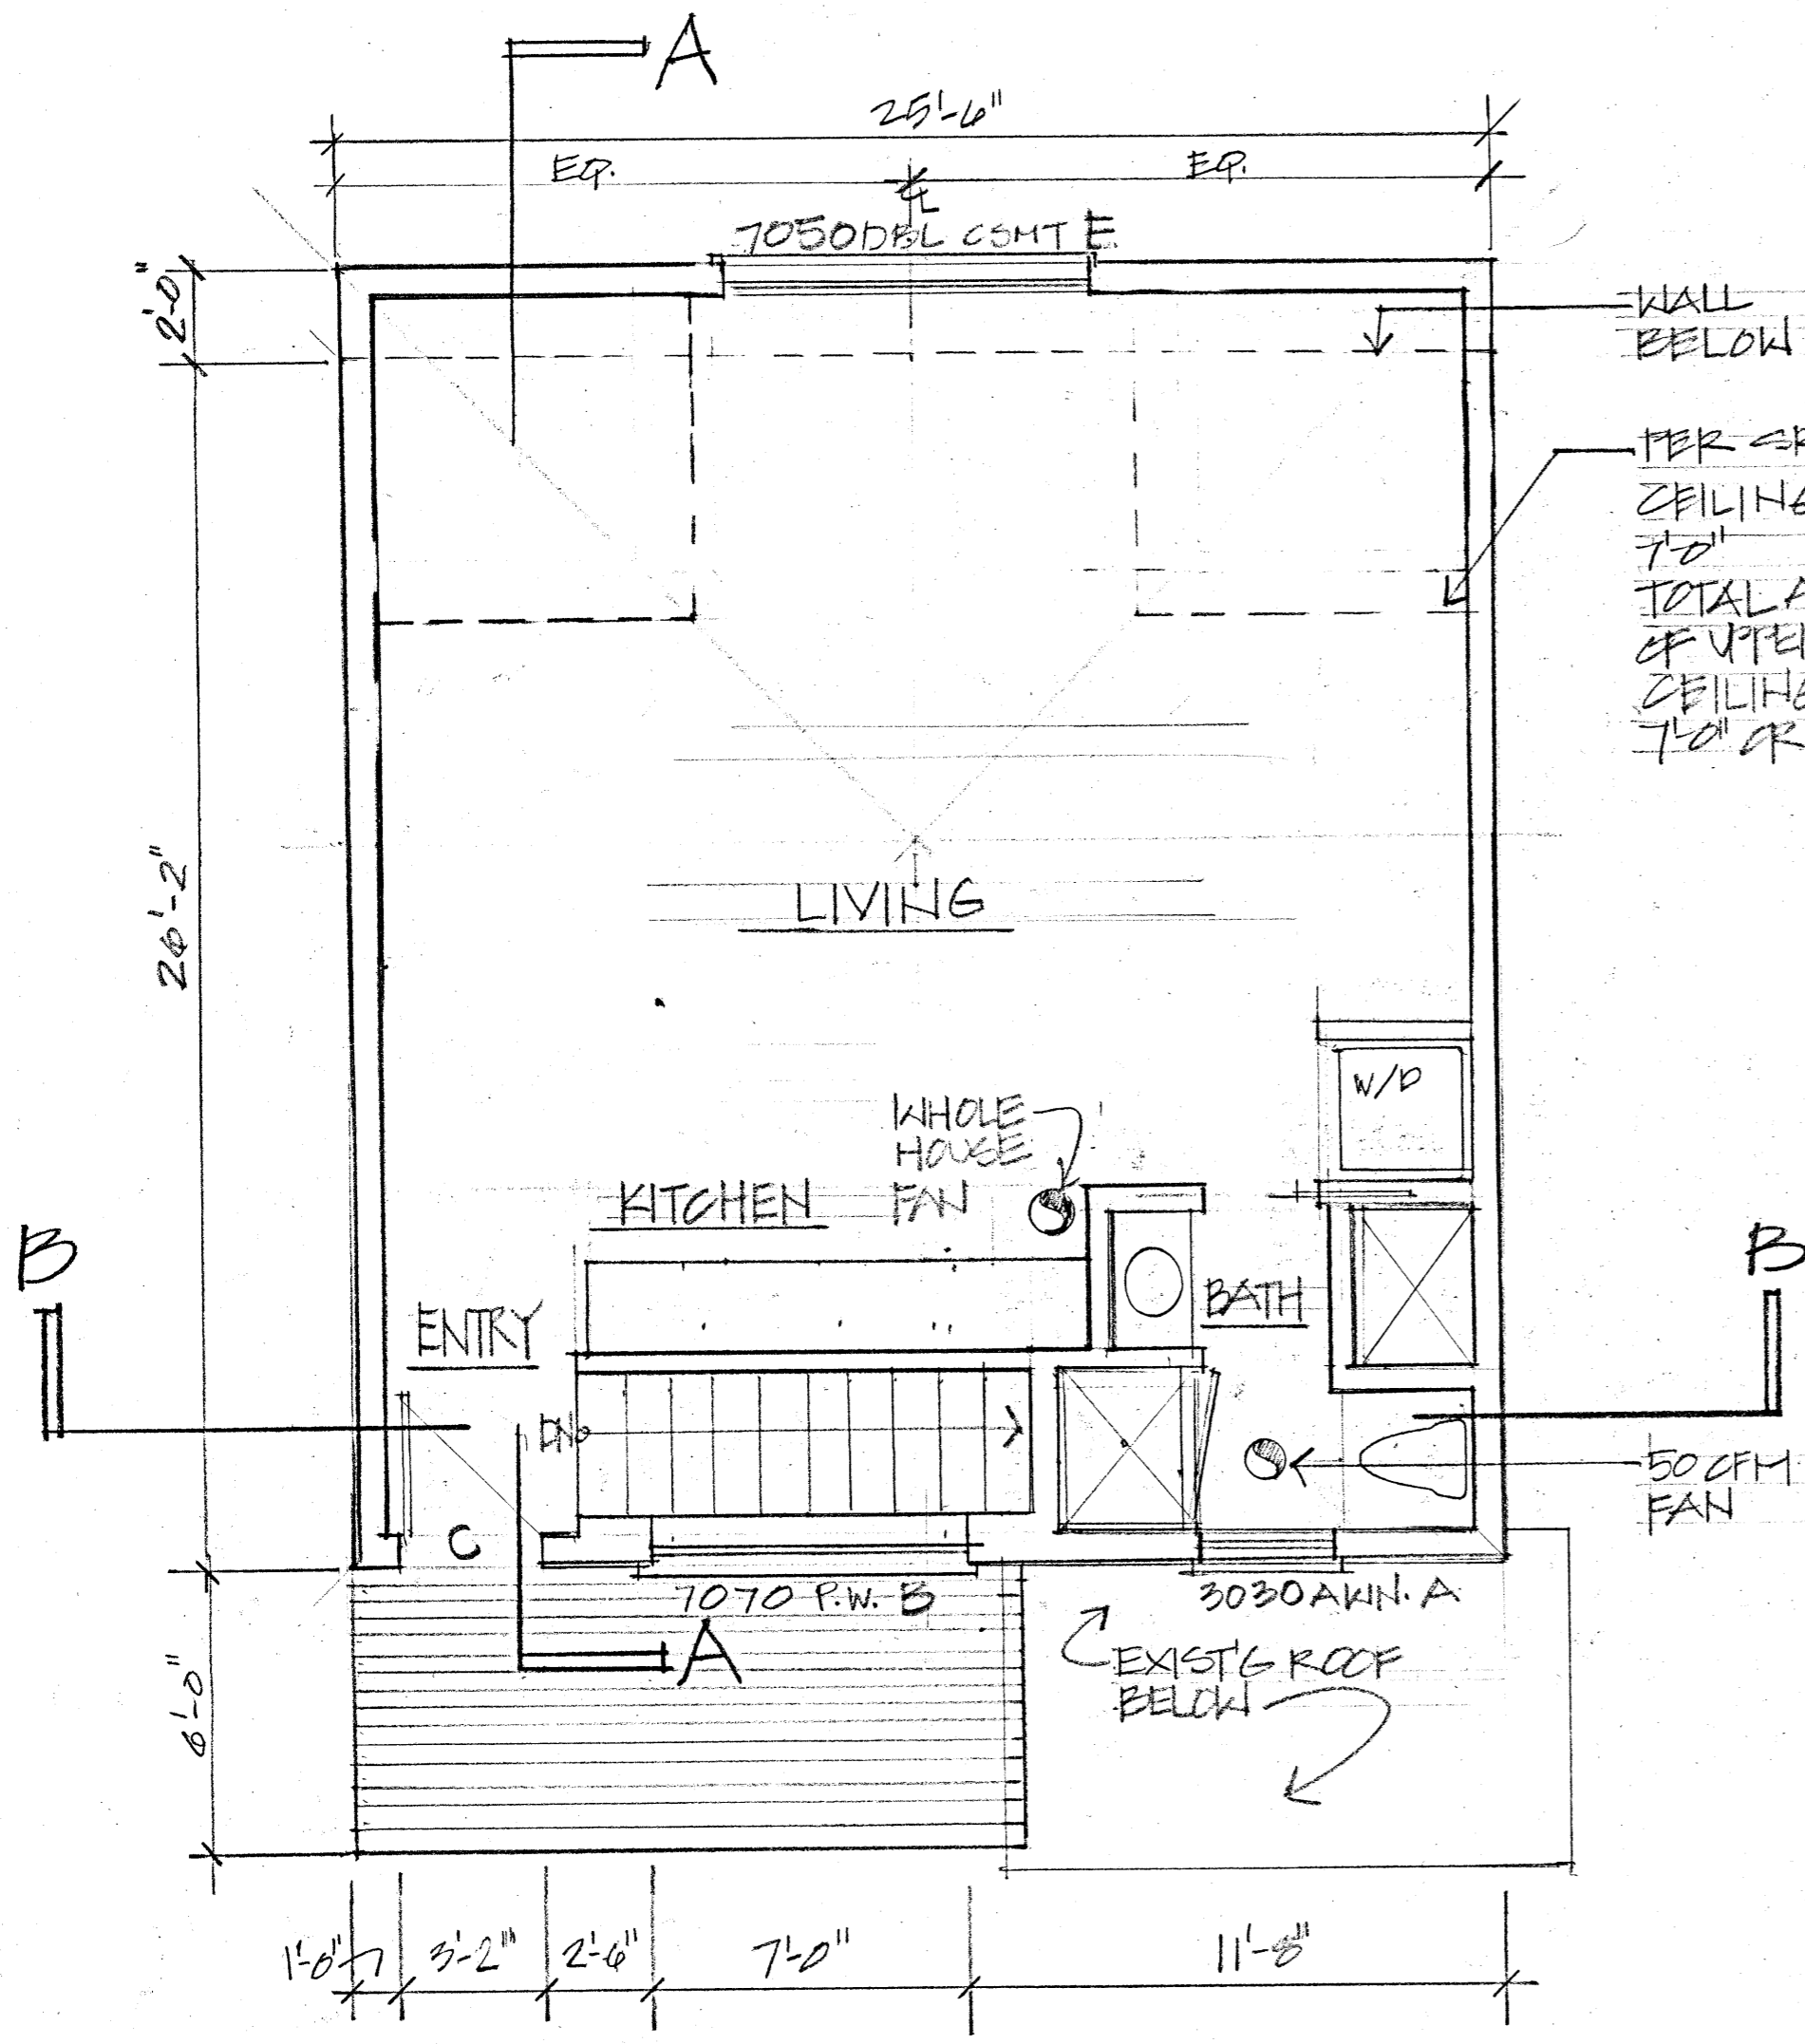 A
25'-6"
EQ.
EQ.
℄
7050 DBL CSMT E
2'-0"
WALL
BELOW
PER
CEILING
7'-0"
TOTAL
OF UPPER
CEILING
7'-0" OR
26'-2"
LIVING
W/D
WHOLE
HOUSE
FAN
KITCHEN
B
B
ENTRY
BATH
DN
50 CFM
FAN
C
7070 P.W. B
3030 AWN. A
A
EXIST'G ROOF
BELOW
6'-0"
1'-0"
3'-2"
2'-6"
7'-0"
11'-8"